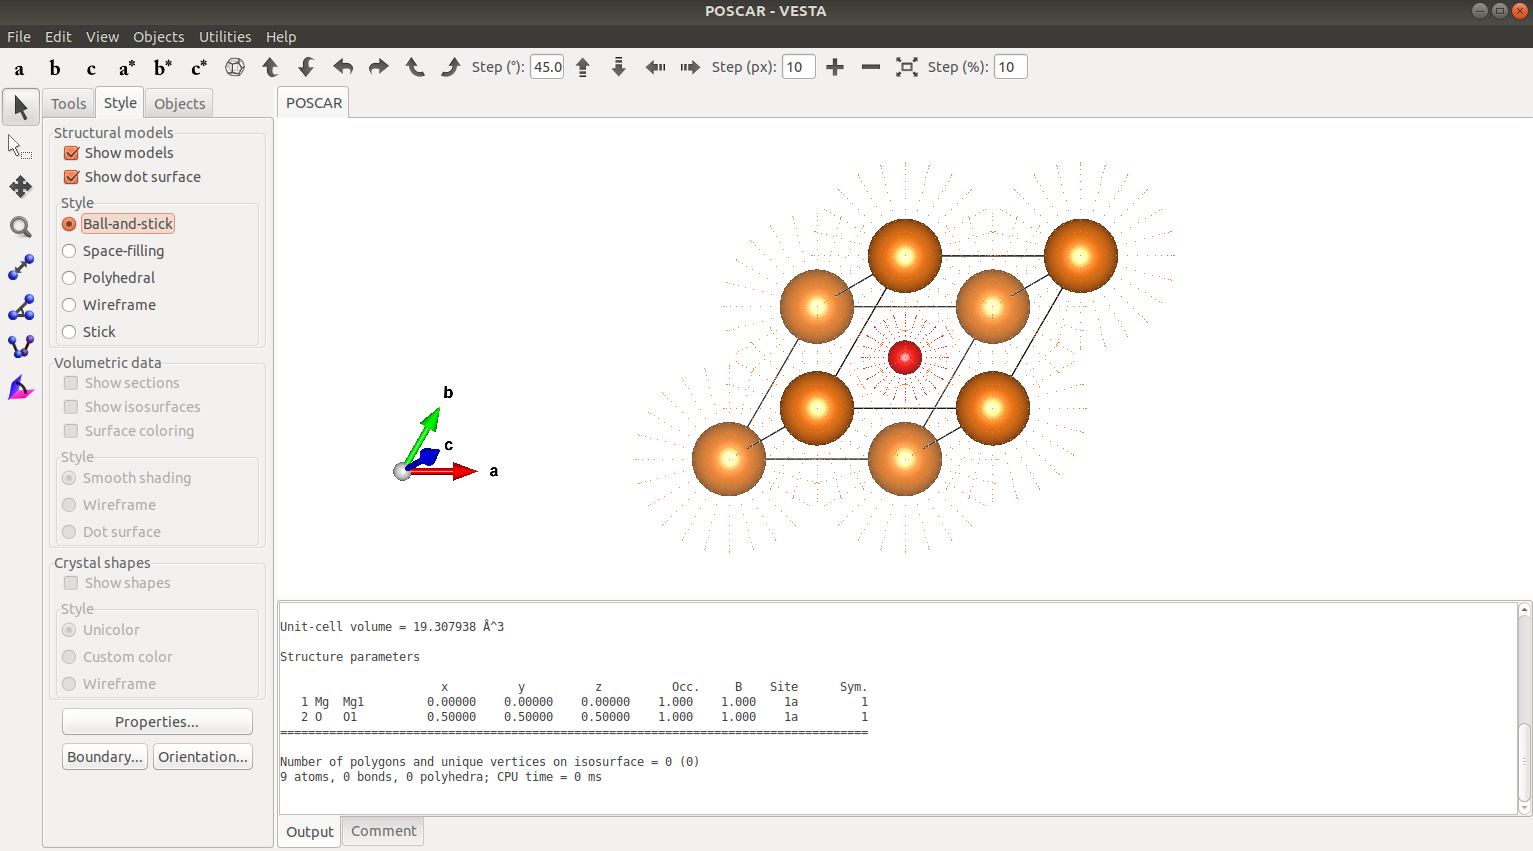 POSCAR - VESTA
File Edit View Objects Utilities Help
a b c a* b* c* Step (°): 45.0 Step (px): 10 Step (%): 10
Tools Style Objects
POSCAR
Structural models
Show models
Show dot surface
Style
Ball-and-stick
Space-filling
Polyhedral
Wireframe
Stick
Volumetric data
Show sections
Show isosurfaces
Surface coloring
Style
Smooth shading
Wireframe
Dot surface
Crystal shapes
Show shapes
Style
Unicolor
Custom color
Wireframe
Properties...
Boundary... Orientation...
b
c
a
Unit-cell volume = 19.307938 Å^3
Structure parameters
x y z Occ. B Site Sym.
1 Mg Mg1 0.00000 0.00000 0.00000 1.000 1.000 1a 1
2 O O1 0.50000 0.50000 0.50000 1.000 1.000 1a 1
====================================================================================
Number of polygons and unique vertices on isosurface = 0 (0)
9 atoms, 0 bonds, 0 polyhedra; CPU time = 0 ms
Output Comment